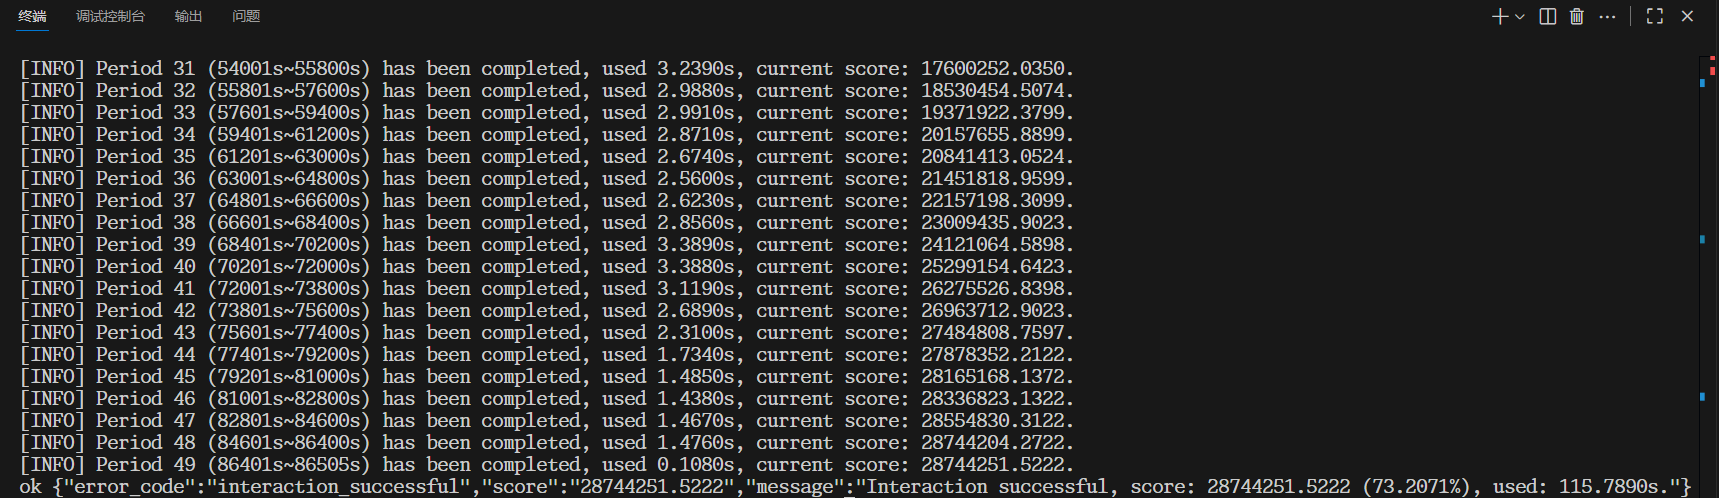 终端 调试控制台 输出 问题
[INFO] Period 31 (54001s~55800s) has been completed, used 3.2390s, current score: 17600252.0350.
[INFO] Period 32 (55801s~57600s) has been completed, used 2.9880s, current score: 18530454.5074.
[INFO] Period 33 (57601s~59400s) has been completed, used 2.9910s, current score: 19371922.3799.
[INFO] Period 34 (59401s~61200s) has been completed, used 2.8710s, current score: 20157655.8899.
[INFO] Period 35 (61201s~63000s) has been completed, used 2.6740s, current score: 20841413.0524.
[INFO] Period 36 (63001s~64800s) has been completed, used 2.5600s, current score: 21451818.9599.
[INFO] Period 37 (64801s~66600s) has been completed, used 2.6230s, current score: 22157198.3099.
[INFO] Period 38 (66601s~68400s) has been completed, used 2.8560s, current score: 23009435.9023.
[INFO] Period 39 (68401s~70200s) has been completed, used 3.3890s, current score: 24121064.5898.
[INFO] Period 40 (70201s~72000s) has been completed, used 3.3880s, current score: 25299154.6423.
[INFO] Period 41 (72001s~73800s) has been completed, used 3.1190s, current score: 26275526.8398.
[INFO] Period 42 (73801s~75600s) has been completed, used 2.6890s, current score: 26963712.9023.
[INFO] Period 43 (75601s~77400s) has been completed, used 2.3100s, current score: 27484808.7597.
[INFO] Period 44 (77401s~79200s) has been completed, used 1.7340s, current score: 27878352.2122.
[INFO] Period 45 (79201s~81000s) has been completed, used 1.4850s, current score: 28165168.1372.
[INFO] Period 46 (81001s~82800s) has been completed, used 1.4380s, current score: 28336823.1322.
[INFO] Period 47 (82801s~84600s) has been completed, used 1.4670s, current score: 28554830.3122.
[INFO] Period 48 (84601s~86400s) has been completed, used 1.4760s, current score: 28744204.2722.
[INFO] Period 49 (86401s~86505s) has been completed, used 0.1080s, current score: 28744251.5222.
ok {"error_code":"interaction_successful","score":"28744251.5222","message":"Interaction successful, score: 28744251.5222 (73.2071%), used: 115.7890s."}